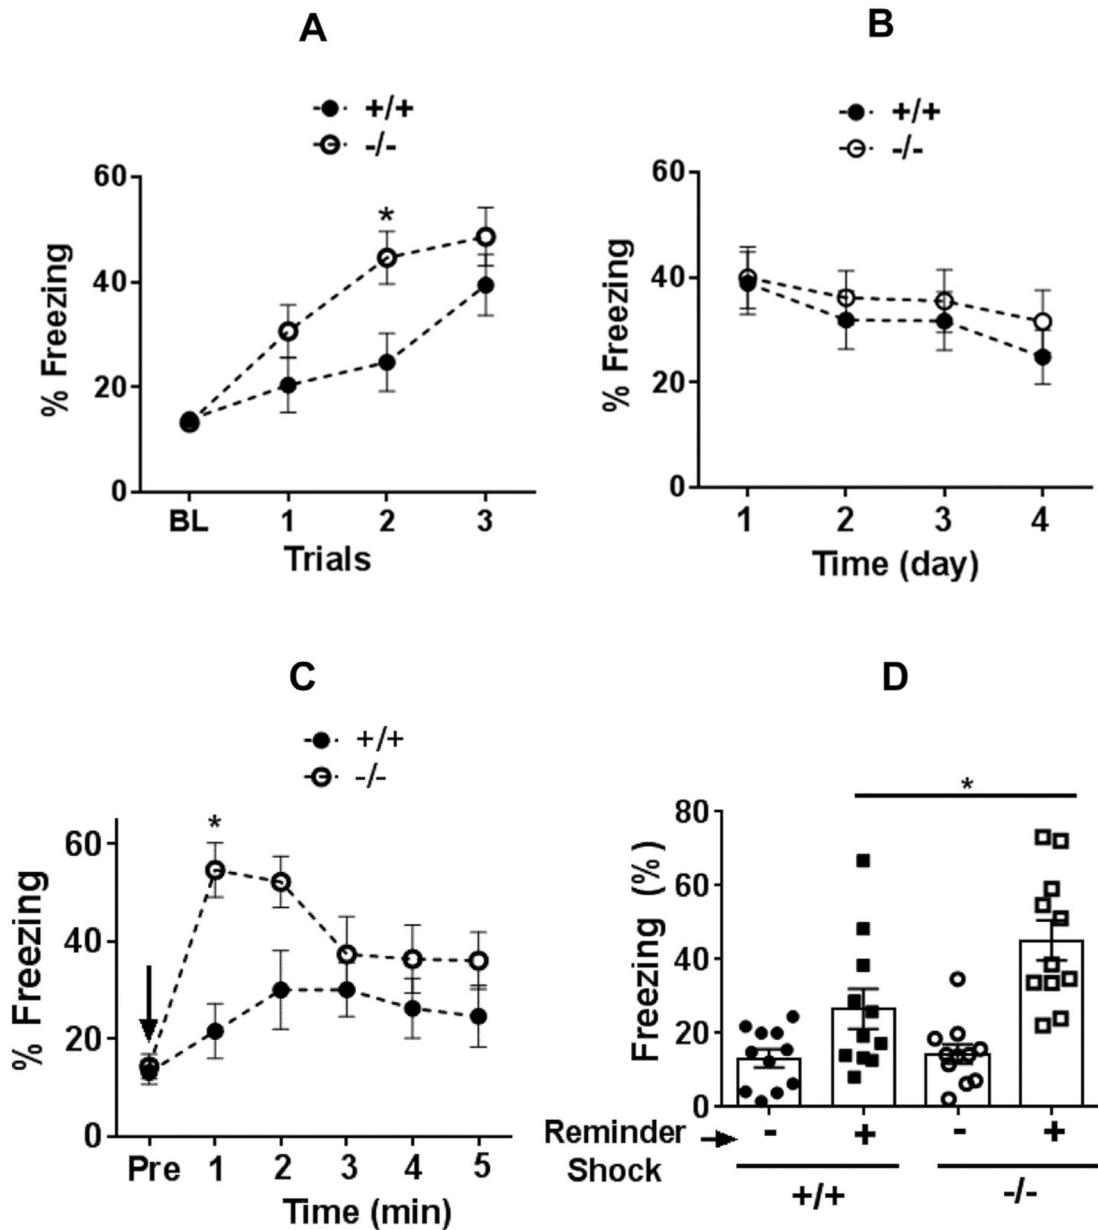 A
+/+
-/-
60
40
20
0
% Freezing
*
BL 1 2 3
Trials
B
+/+
-/-
60
40
20
0
% Freezing
1 2 3 4
Time (day)
C
+/+
-/-
60
40
20
0
% Freezing
*
Pre 1 2 3 4 5
Time (min)
D
*
80
60
40
20
0
Freezing (%)
Reminder - + - +
Shock
+/+ -/-